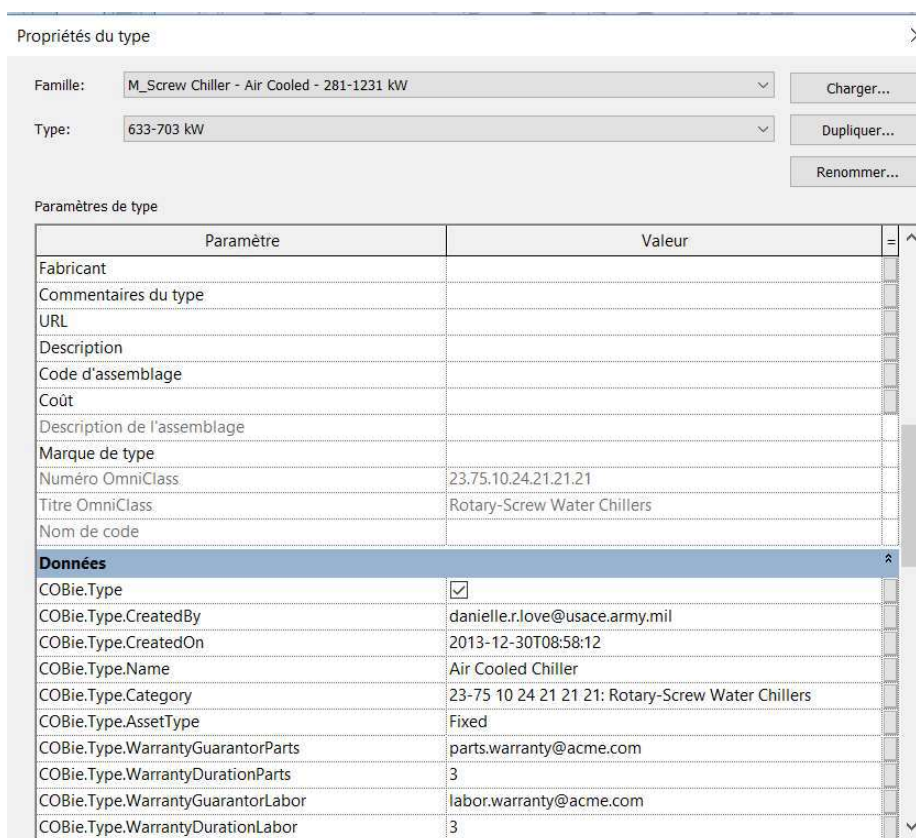 Propriétés du type
Famille: M_Screw Chiller - Air Cooled - 281-1231 kW Charger...
Type: 633-703 kW Dupliquer...
Renommer...
Paramètres de type
Paramètre Valeur =
Fabricant
Commentaires du type
URL
Description
Code d'assemblage
Coût
Description de l'assemblage
Marque de type
Numéro OmniClass 23.75.10.24.21.21.21
Titre OmniClass Rotary-Screw Water Chillers
Nom de code
Données
COBie.Type
COBie.Type.CreatedBy danielle.r.love@usace.army.mil
COBie.Type.CreatedOn 2013-12-30T08:58:12
COBie.Type.Name Air Cooled Chiller
COBie.Type.Category 23-75 10 24 21 21 21: Rotary-Screw Water Chillers
COBie.Type.AssetType Fixed
COBie.Type.WarrantyGuarantorParts parts.warranty@acme.com
COBie.Type.WarrantyDurationParts 3
COBie.Type.WarrantyGuarantorLabor labor.warranty@acme.com
COBie.Type.WarrantyDurationLabor 3